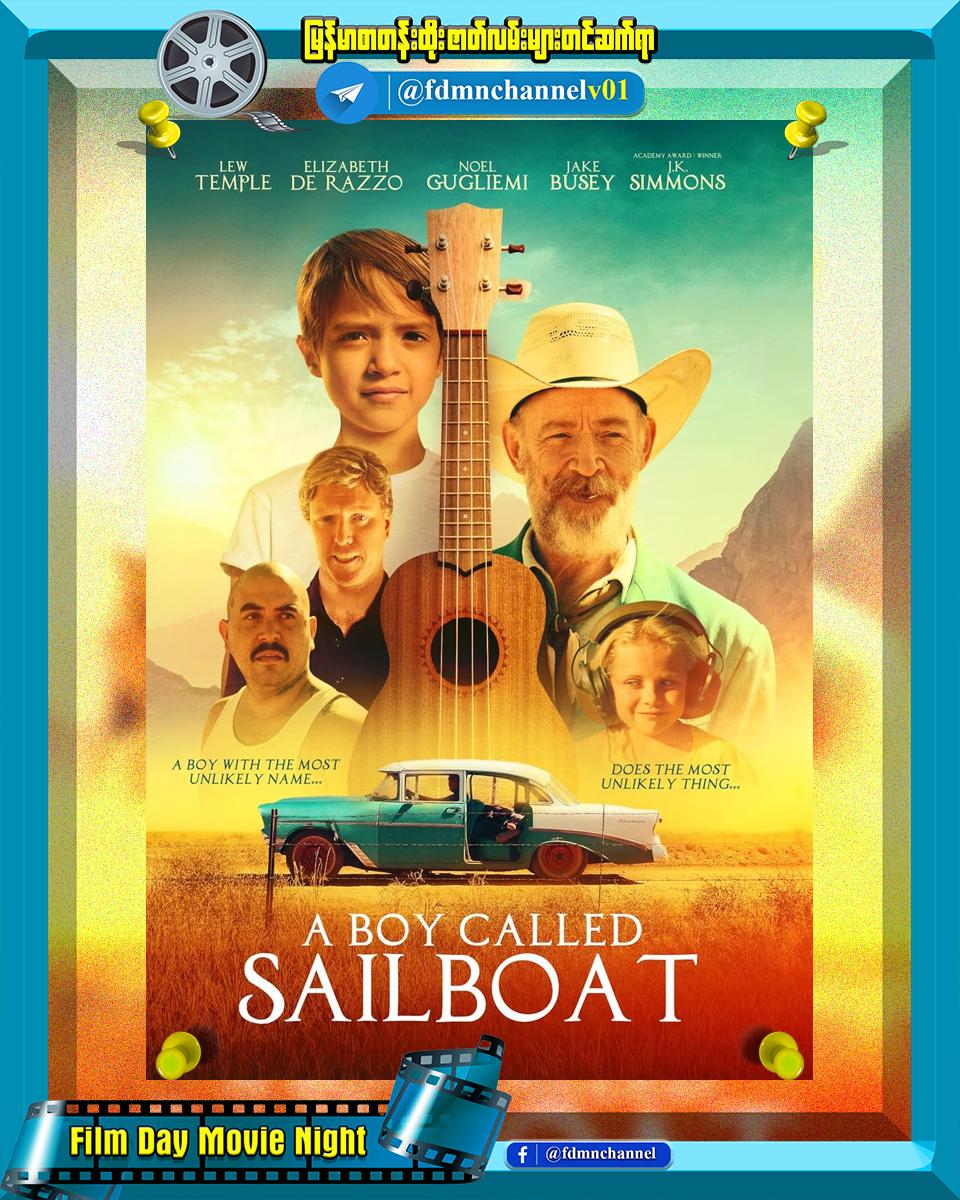 မြန်မာစာတန်းထိုးဇာတ်လမ်းများတင်ဆက်ရာ
@fdmnchannelv01
LEW TEMPLE
ELIZABETH DE RAZZO
NOEL GUGLIEMI
JAKE BUSEY
ACADEMY AWARD WINNER
J.K. SIMMONS
A BOY WITH THE MOST
UNLIKELY NAME...
DOES THE MOST
UNLIKELY THING...
A BOY CALLED
SAILBOAT
Film Day Movie Night
@fdmnchannel